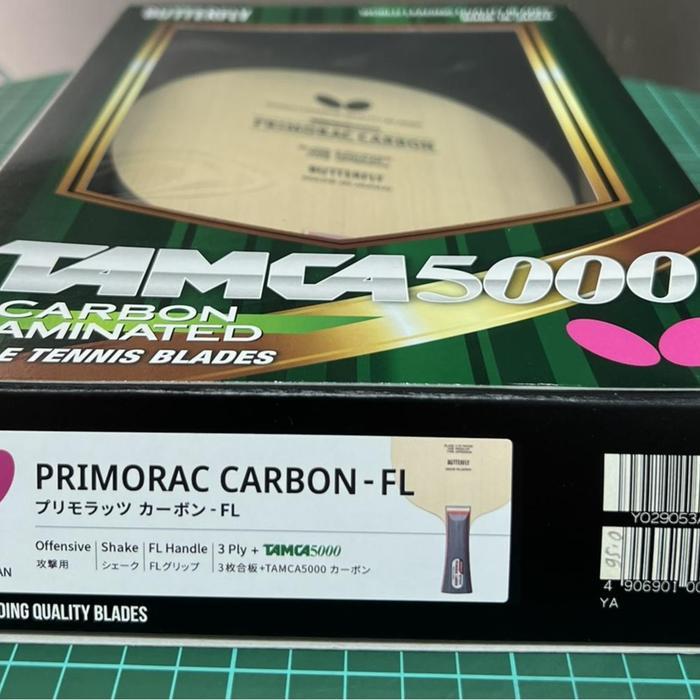 BUTTERFLY
PRIMORAC CARBON
BUTTERFLY
TAMCA5000
CARBON
AMINATED
E TENNIS BLADES
PRIMORAC CARBON-FL
プリモラッツ カーボン-FL
Offensive Shake FL Handle 3 Ply + TAMCA5000
攻撃用 シェーク FLグリップ 3枚合板+TAMCA5000 カーボン
BUTTERFLY
AN
DING QUALITY BLADES
Y029053
0136
4 906901 00
YA